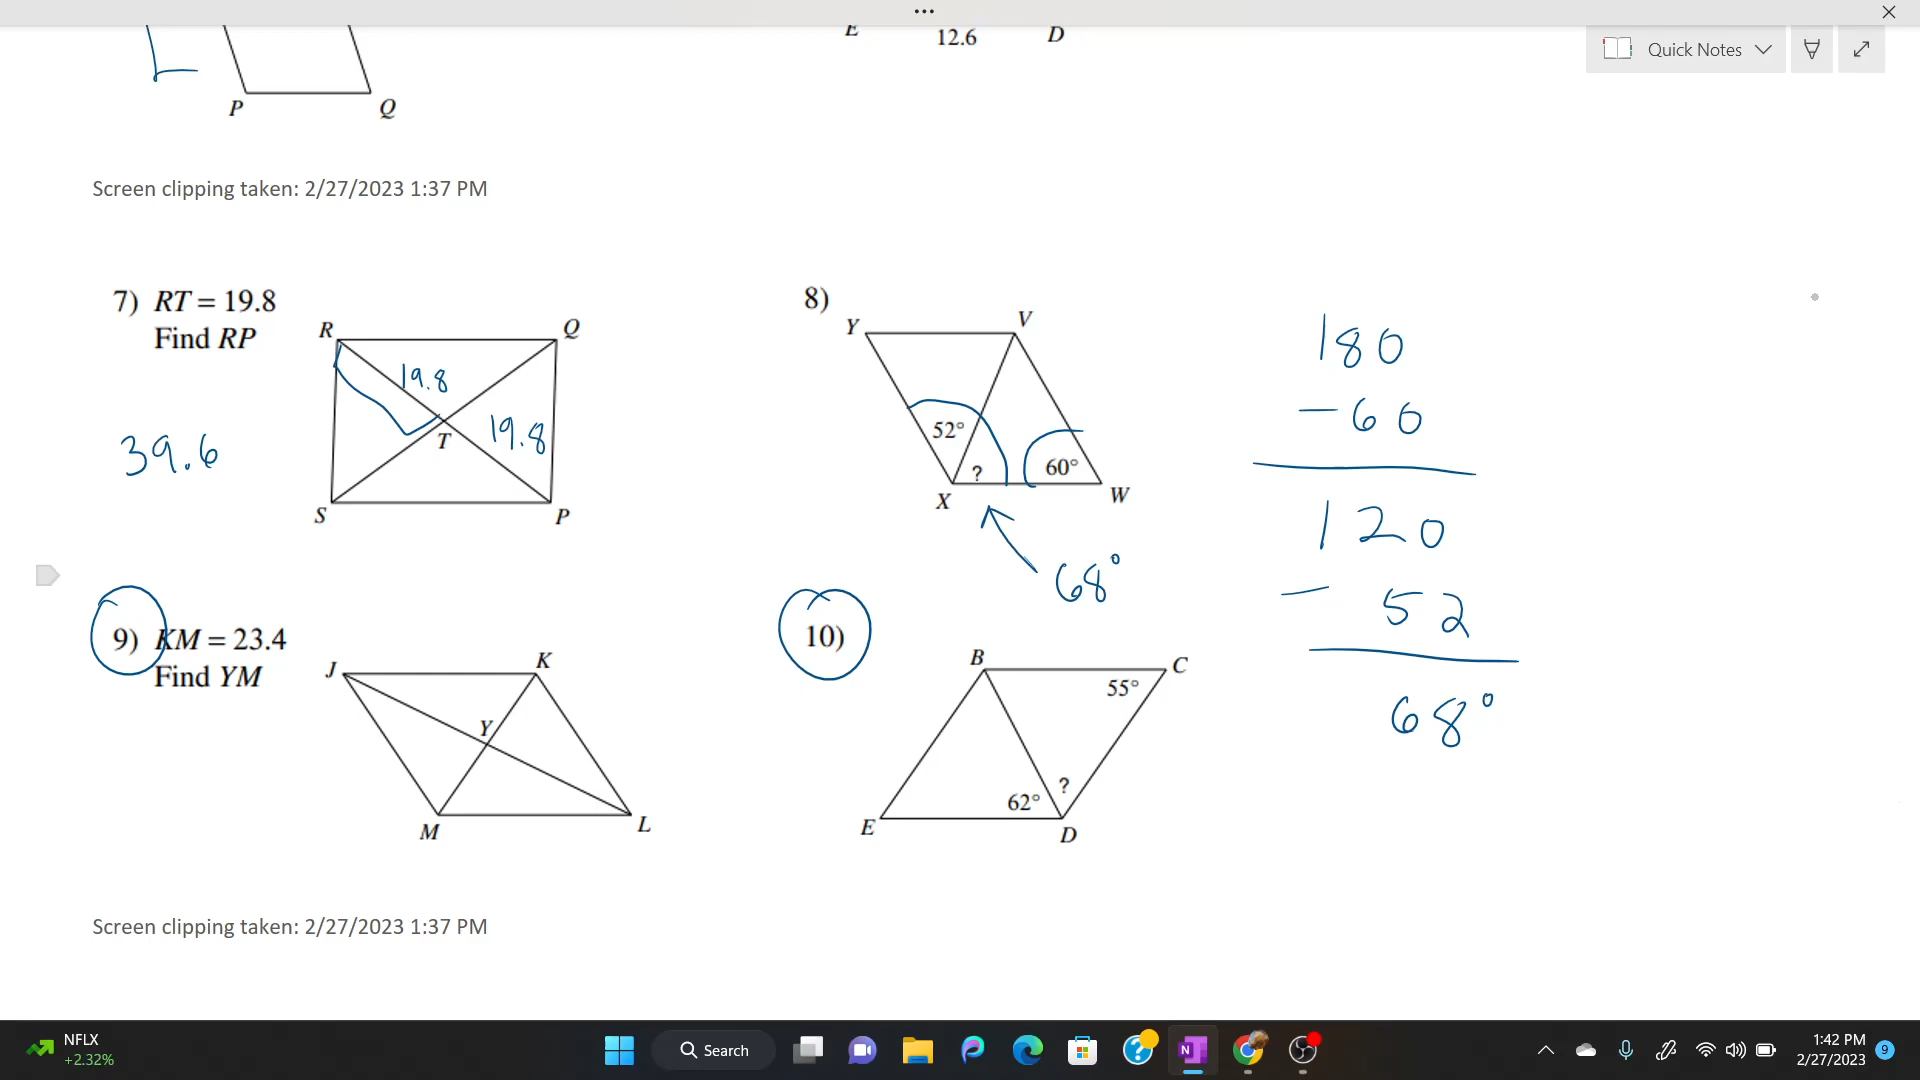 ...
E
12.6
D
Quick Notes
P
Q
Screen clipping taken: 2/27/2023 1:37 PM
7) RT = 19.8
Find RP
R
Q
19.8
19.8
T
S
P
39.6
8)
Y
V
52°
?
60°
X
W
68°
180
- 60
120
- 52
68°
9) KM = 23.4
Find YM
J
K
Y
M
L
10)
B
C
55°
62°
?
E
D
Screen clipping taken: 2/27/2023 1:37 PM
NFLX
+2.32%
Search
N
1:42 PM
2/27/2023
9